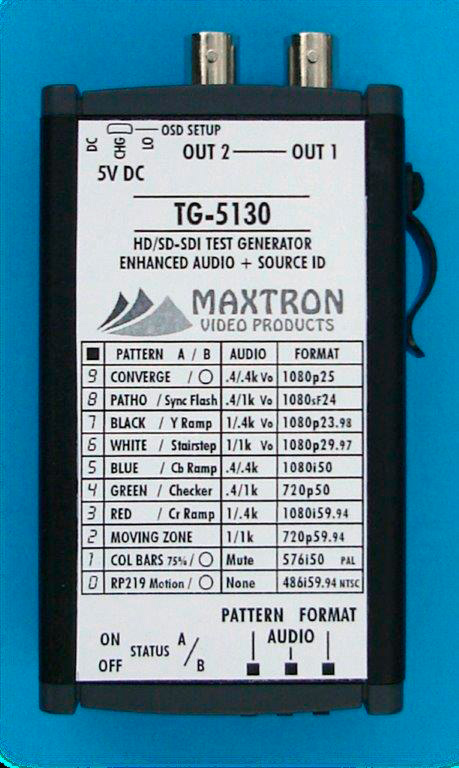 DC CHG LO OSD SETUP
OUT 2 OUT 1
5V DC
TG-5130
HD/SD-SDI TEST GENERATOR
ENHANCED AUDIO + SOURCE ID
MAXTRON
VIDEO PRODUCTS
PATTERN A / B AUDIO FORMAT
9 CONVERGE / ○ .4/.4k Vo 1080p25
8 PATHO / Sync Flash .4/1k Vo 1080sF24
7 BLACK / Y Ramp 1/.4k Vo 1080p23.98
6 WHITE / Stairstep 1/1k Vo 1080p29.97
5 BLUE / Cb Ramp .4/.4k 1080i50
4 GREEN / Checker .4/1k 720p50
3 RED / Cr Ramp 1/.4k 1080i59.94
2 MOVING ZONE 1/1k 720p59.94
1 COL BARS 75% / ○ Mute 576i50 PAL
0 RP219 Motion / ○ None 486i59.94 NTSC
PATTERN FORMAT
AUDIO
ON
OFF
STATUS A/B